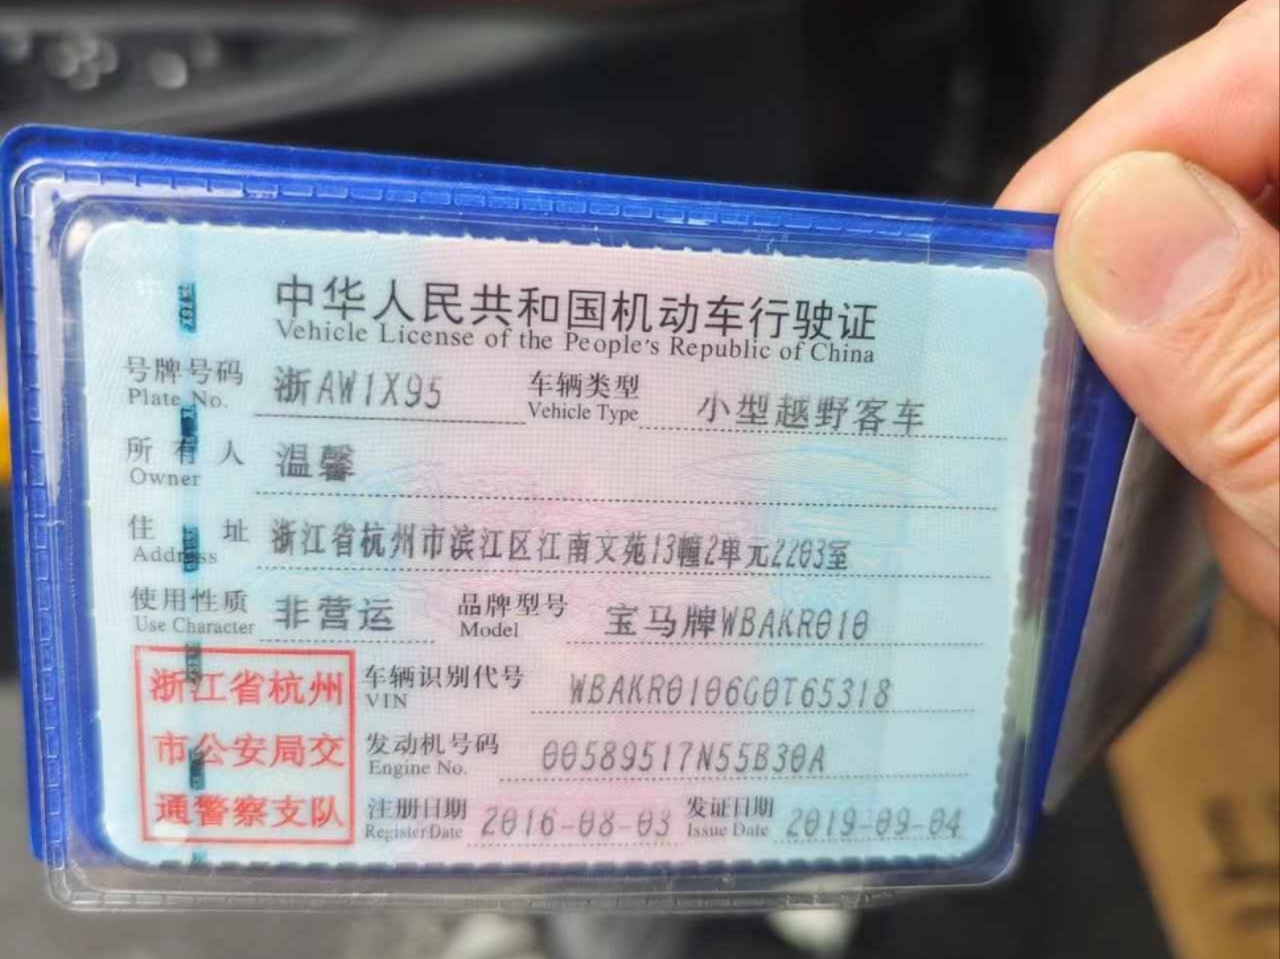 中华人民共和国机动车行驶证
Vehicle License of the People's Republic of China
号牌号码 浙AW1X95 车辆类型 小型越野客车
Plate No. Vehicle Type
所有人 温馨
Owner
住址 浙江省杭州市滨江区江南文苑13幢2单元2203室
Address
使用性质 非营运 品牌型号 宝马牌WBAKR010
Use Character Model
车辆识别代号 WBAKR0106G0T65318
VIN
发动机号码 00589517N55B30A
Engine No.
注册日期 2016-08-03 发证日期 2019-09-04
Register Date Issue Date
浙江省杭州
市公安局交
通警察支队